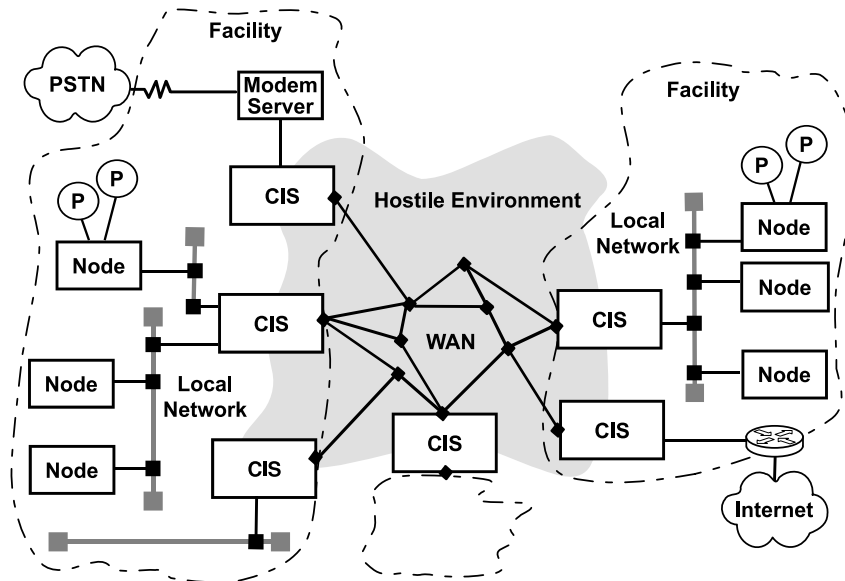 Facility
PSTN
Modem
Server
Facility
CIS
Hostile Environment
P
P
P
P
Local
Network
Node
Node
Node
CIS
CIS
WAN
Node
Local
Network
Node
CIS
CIS
Node
CIS
Node
Internet